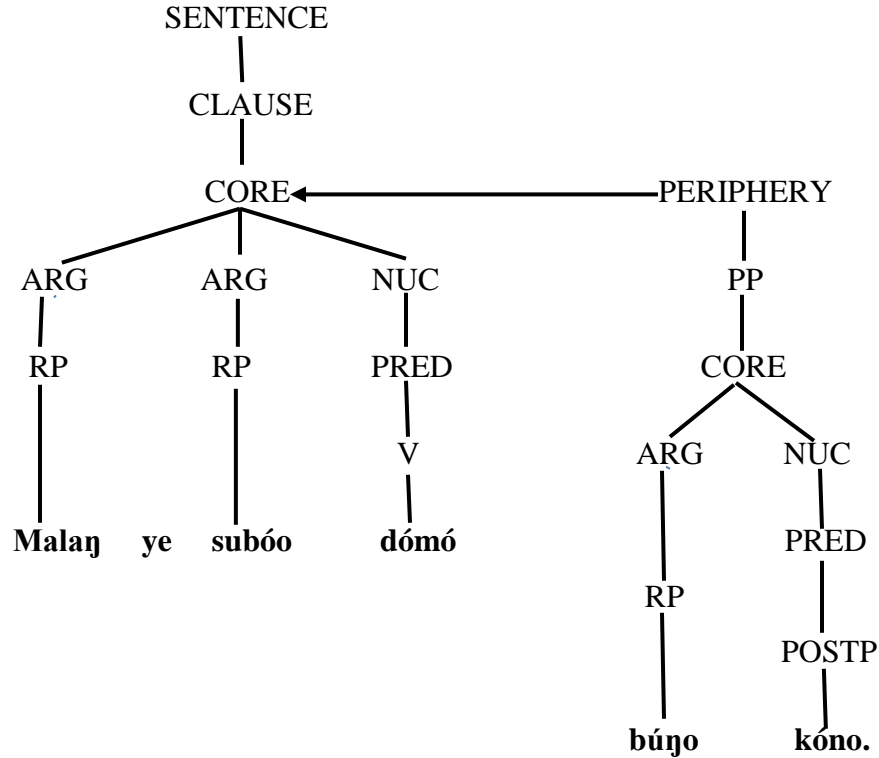 SENTENCE
CLAUSE
CORE PERIPHERY
ARG ARG NUC PP
RP RP PRED CORE
V ARG NUC
Malaŋ ye subóo dómó PRED
RP
POSTP
búŋo kóno.